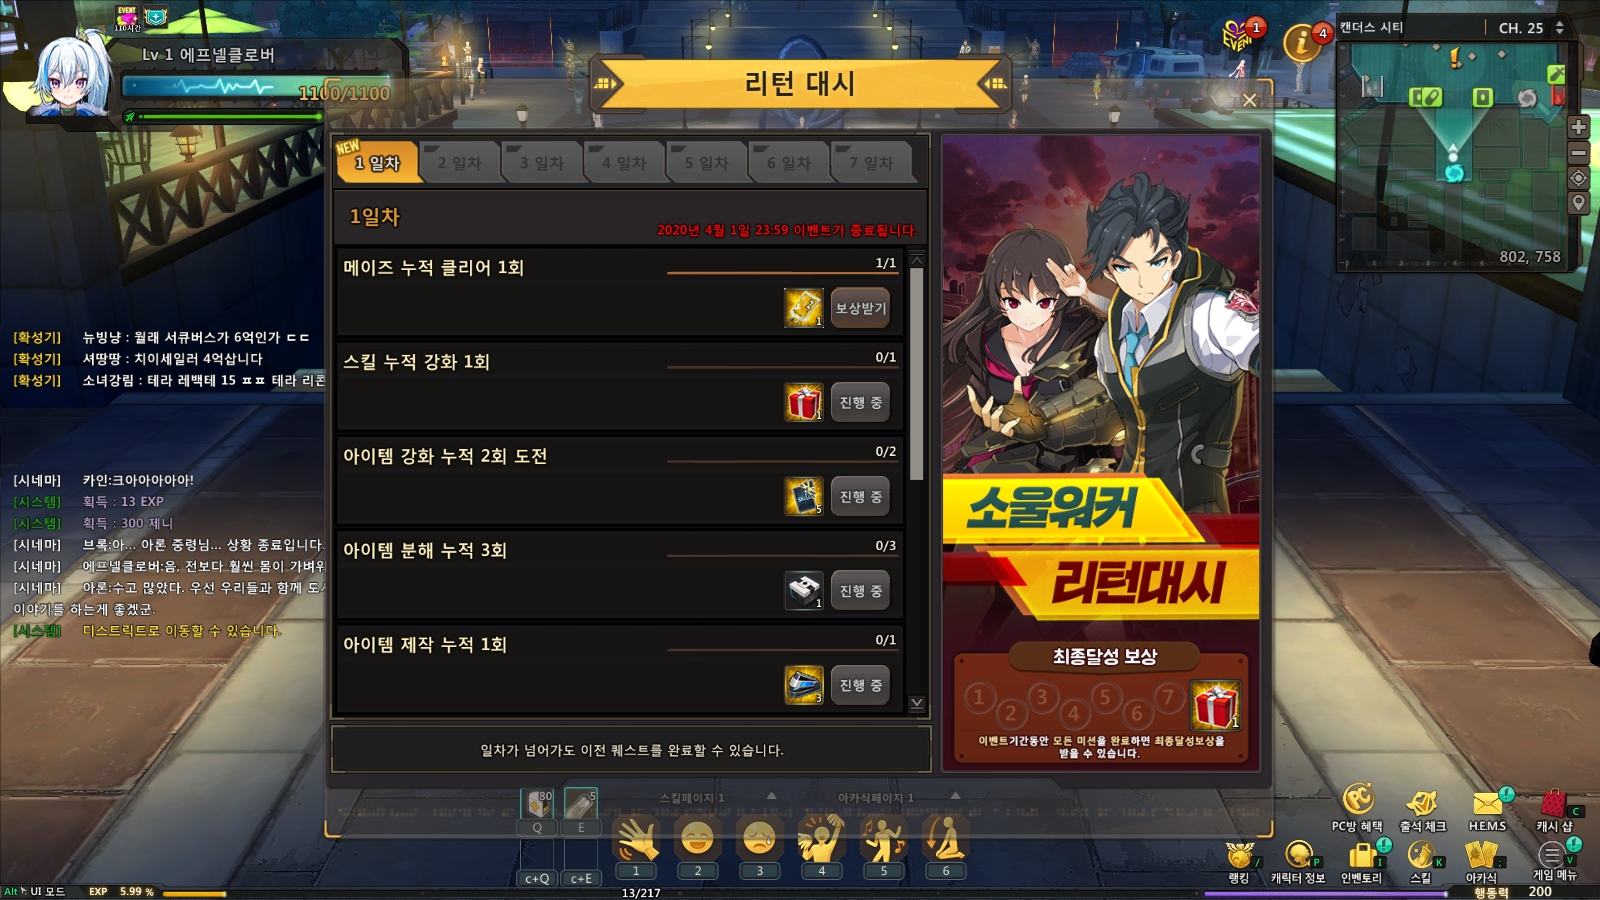 EVENT
110시간
Lv 1 에프넬클로버
1100/1100
리턴 대시
EVENT
1
4
캔더스 시티
CH. 25
802, 758
NEW
1 일차
2 일차
3 일차
4 일차
5 일차
6 일차
7 일차
1일차
2020년 4월 1일 23:59 이벤트가 종료됩니다.
메이즈 누적 클리어 1회
1/1
1
보상받기
스킬 누적 강화 1회
0/1
1
진행 중
아이템 강화 누적 2회 도전
0/2
5
진행 중
아이템 분해 누적 3회
0/3
1
진행 중
아이템 제작 누적 1회
0/1
3
진행 중
일차가 넘어가도 이전 퀘스트를 완료할 수 있습니다.
소울워커
리턴대시
최종달성 보상
1 2 3 4 5 6 7
1
이벤트기간동안 모든 미션을 완료하면 최종달성보상을
받을 수 있습니다.
[확성기] 뉴빙냥 : 월래 서큐버스가 6억인가 ㄷㄷ
[확성기] 셔땅땅 : 치이세일러 4억삽니다
[확성기] 소녀강림 : 테라 레백테 15 ㅍㅍ 테라 리콘
[시네마] 카인:크아아아아아!
[시스템] 획득 : 13 EXP
[시스템] 획득 : 300 제니
[시네마] 브록:아... 아론 중령님... 상황 종료입니다.
[시네마] 에프넬클로버:음, 전보다 훨씬 몸이 가벼워
[시네마] 아론:수고 많았다. 우선 우리들과 함께 도시
이야기를 하는게 좋겠군.
[시스템] 디스트릭트로 이동할 수 있습니다.
80
5
스킬페이지 1
아카식페이지 1
Q
E
c+Q
c+E
1
2
3
4
5
6
PC
PC방 혜택
출석 체크
H.E.M.S
캐시 샵
C
랭킹
/
캐릭터 정보
P
인벤토리
I
스킬
K
아카식
;
게임 메뉴
V
Alt UI 모드
EXP 5.99 %
13/217
행동력 200